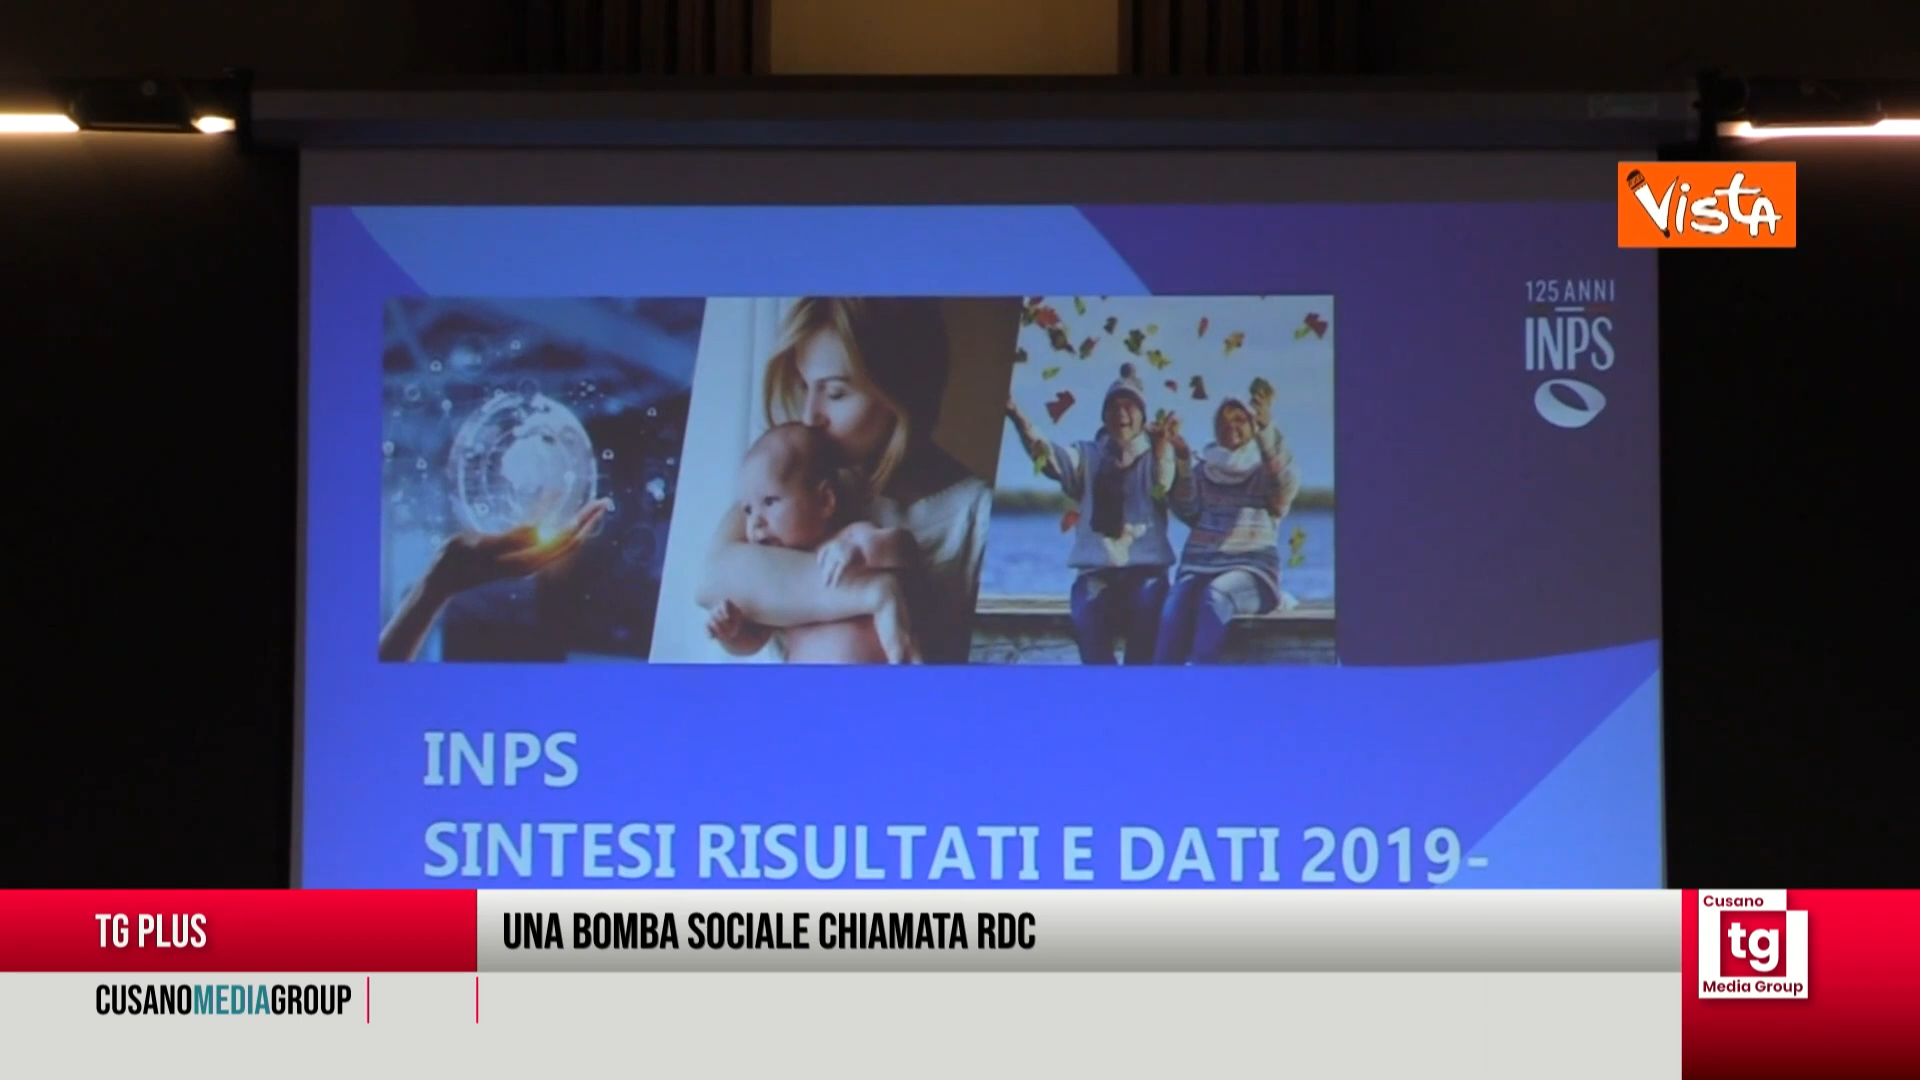 VISTA
125 ANNI
INPS
INPS
SINTESI RISULTATI E DATI 2019-
TG PLUS
UNA BOMBA SOCIALE CHIAMATA RDC
CUSANOMEDIAGROUP
Cusano
tg
Media Group